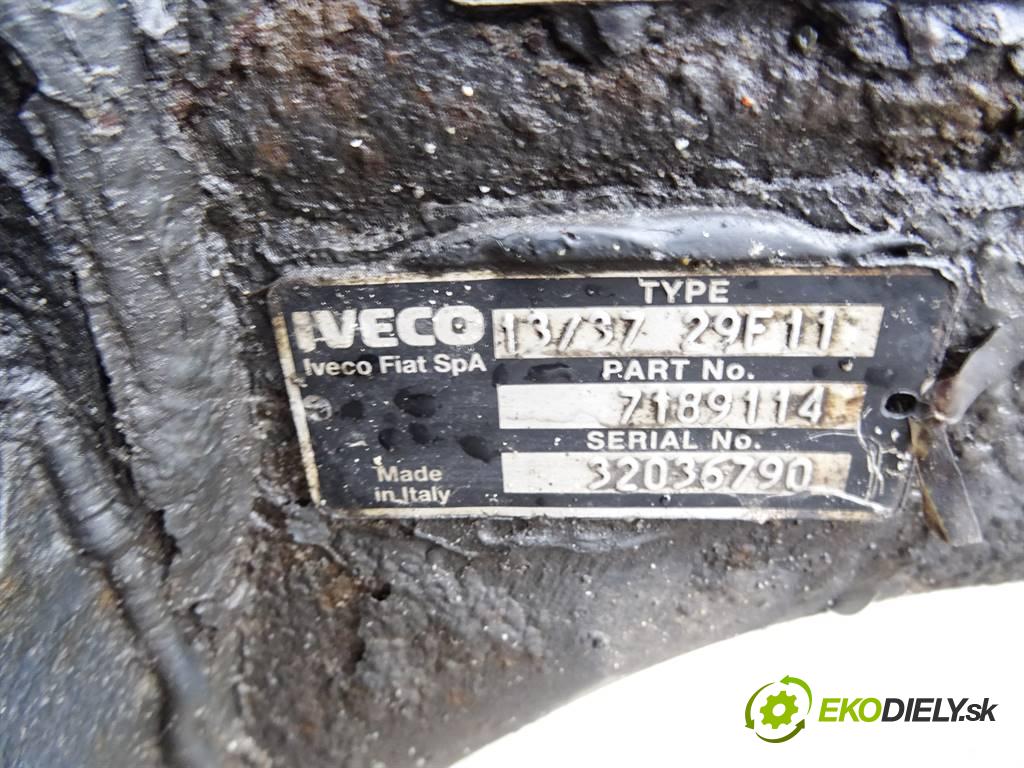 TYPE
IVECO 13/37 29F11
Iveco Fiat SpA PART No.
7189114
SERIAL No.
Made 32036790
in Italy
EKODIELY.sk